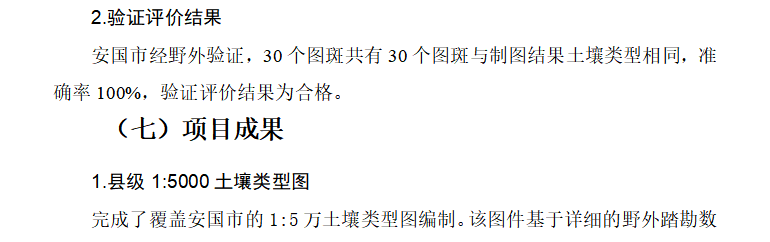 2.验证评价结果
安国市经野外验证，30 个图斑共有 30 个图斑与制图结果土壤类型相同，准
确率 100%，验证评价结果为合格。
（七）项目成果
1.县级 1:5000 土壤类型图
完成了覆盖安国市的 1:5 万土壤类型图编制。该图件基于详细的野外踏勘数